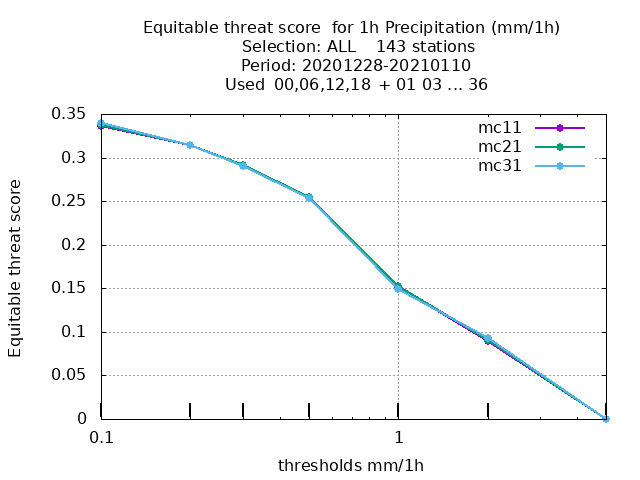 Equitable threat score  for 1h Precipitation (mm/1h)
Selection: ALL    143 stations
Period: 20201228-20210110
Used  00,06,12,18  + 01 03 ... 36
mc11
mc21
mc31
0.35
0.3
0.25
0.2
0.15
0.1
0.05
0
Equitable threat score
0.1
1
thresholds mm/1h